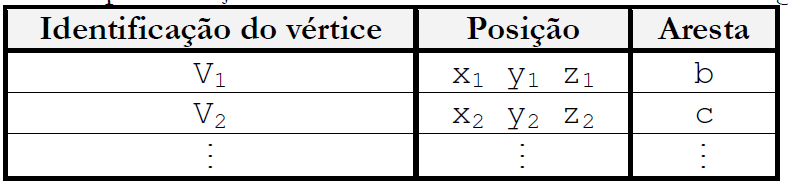 Identificação do vértice Posição Aresta
V₁ x₁ y₁ z₁ b
V₂ x₂ y₂ z₂ c
⋮ ⋮ ⋮